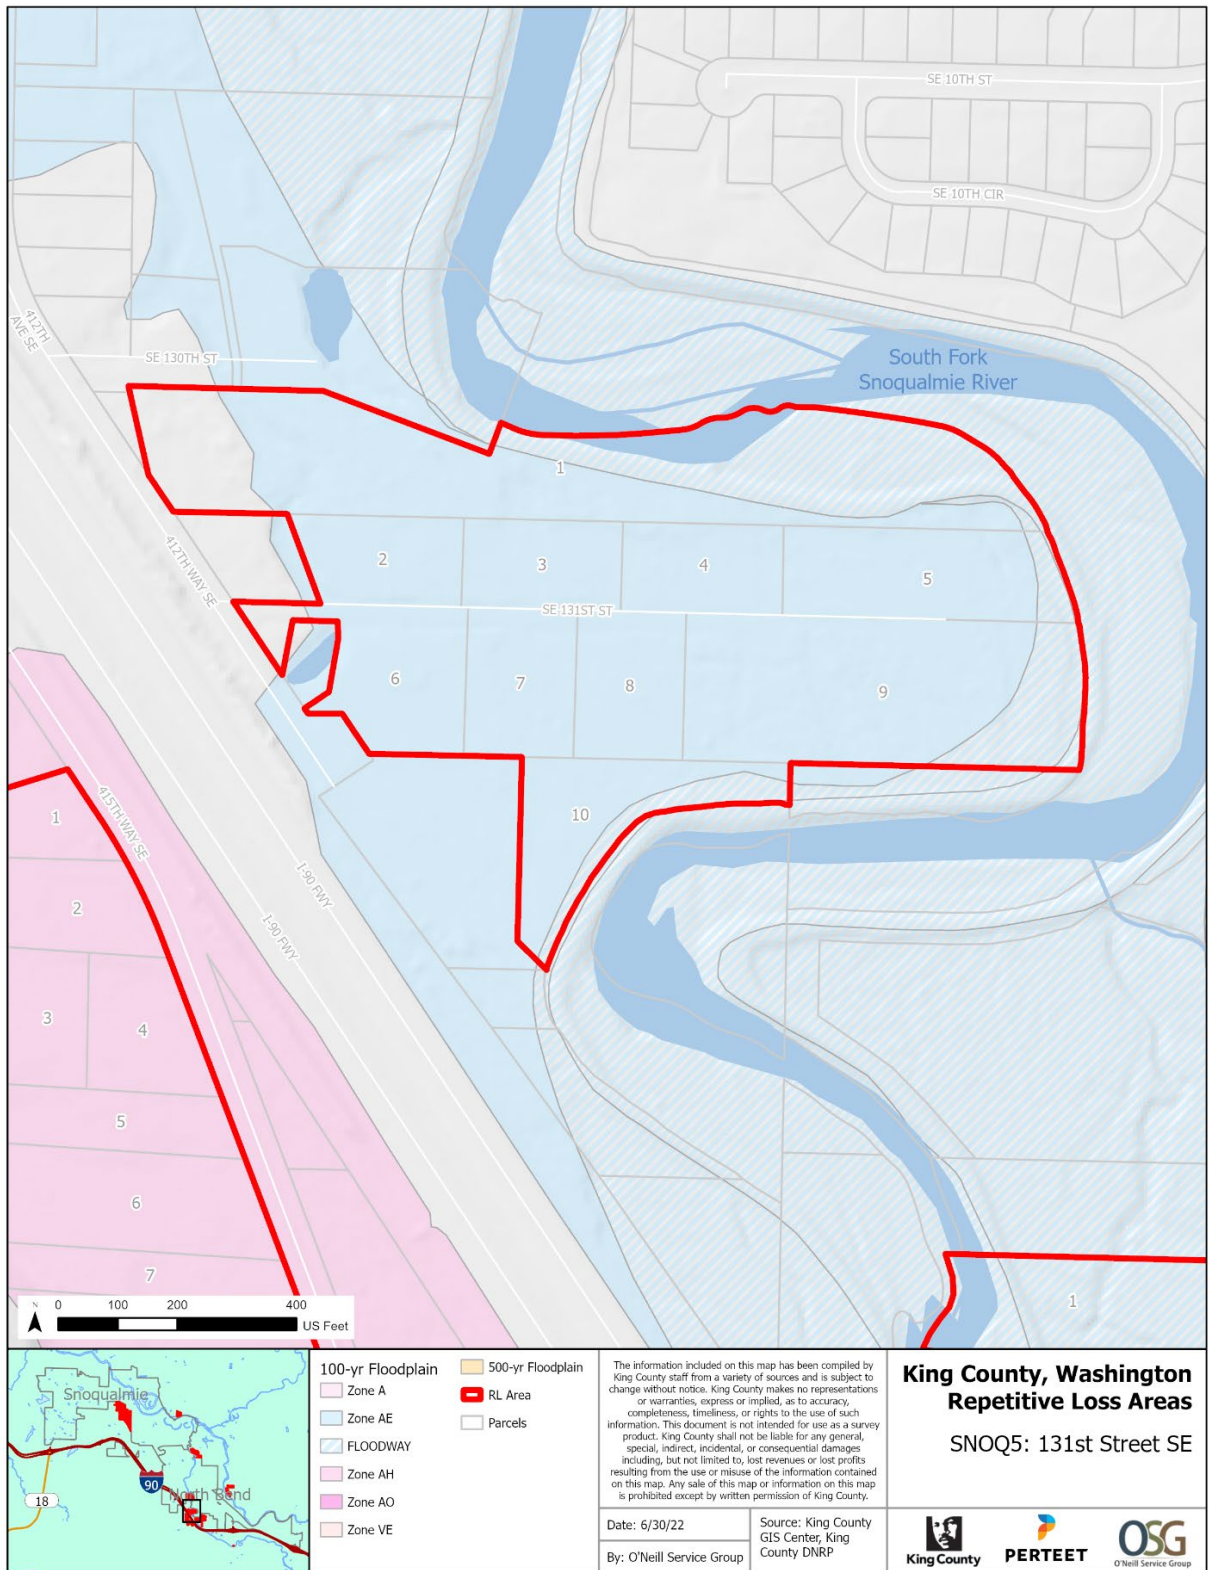 SE 10TH ST
SE 10TH CIR
412TH
AVE SE
SE 130TH ST
South Fork
Snoqualmie River
1
412TH WAY SE
2
3
4
5
SE 131ST ST
6
7
8
9
10
415TH WAY SE
I-90 FWY
I-90 FWY
1
2
3
4
5
6
7
1
N
0 100 200 400
US Feet
Snoqualmie
90
18
North Bend
100-yr Floodplain
Zone A
Zone AE
FLOODWAY
Zone AH
Zone AO
Zone VE
500-yr Floodplain
RL Area
Parcels
The information included on this map has been compiled by
King County staff from a variety of sources and is subject to
change without notice. King County makes no representations
or warranties, express or implied, as to accuracy,
completeness, timeliness, or rights to the use of such
information. This document is not intended for use as a survey
product. King County shall not be liable for any general,
special, indirect, incidental, or consequential damages
including, but not limited to, lost revenues or lost profits
resulting from the use or misuse of the information contained
on this map. Any sale of this map or information on this map
is prohibited except by written permission of King County.
Date: 6/30/22
By: O'Neill Service Group
Source: King County
GIS Center, King
County DNRP
King County, Washington
Repetitive Loss Areas
SNOQ5: 131st Street SE
King County
PERTEET
OSG
O'Neill Service Group